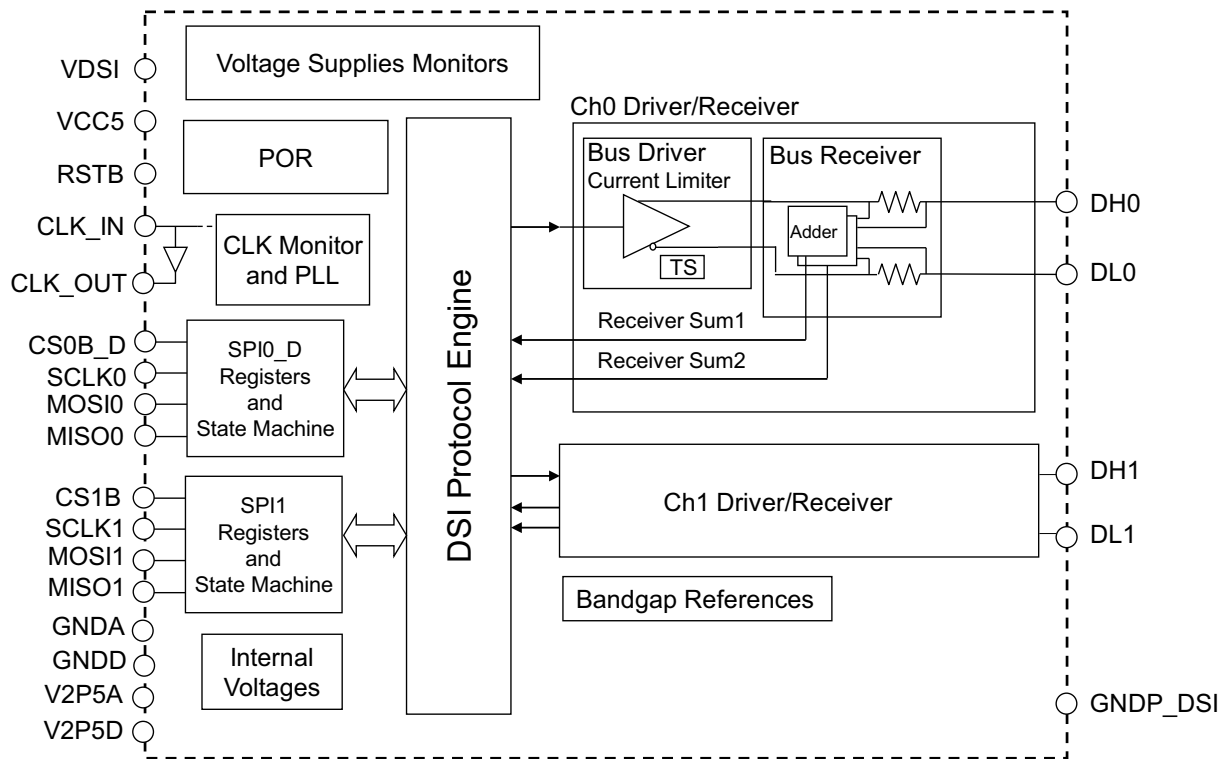 VDSI
VCC5
RSTB
CLK_IN
CLK_OUT
CS0B_D
SCLK0
MOSI0
MISO0
CS1B
SCLK1
MOSI1
MISO1
GNDA
GNDD
V2P5A
V2P5D
Voltage Supplies Monitors
POR
CLK Monitor
and PLL
SPI0_D
Registers
and
State Machine
SPI1
Registers
and
State Machine
Internal
Voltages
DSI Protocol Engine
Ch0 Driver/Receiver
Bus Driver
Current Limiter
TS
Bus Receiver
Adder
Receiver Sum1
Receiver Sum2
Ch1 Driver/Receiver
Bandgap References
DH0
DL0
DH1
DL1
GNDP_DSI